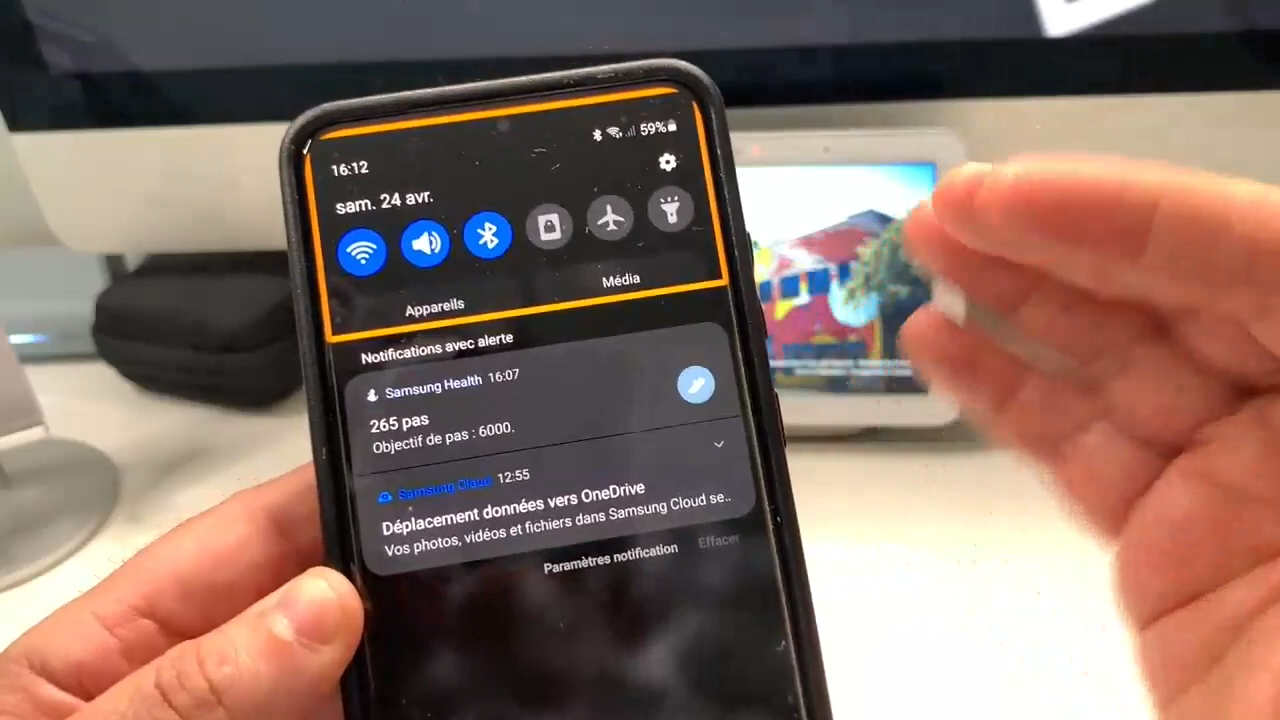 59%
16:12
sam. 24 avr.
Appareils
Média
Notifications avec alerte
Samsung Health 16:07
265 pas
Objectif de pas : 6000.
Samsung Cloud 12:55
Déplacement données vers OneDrive
Vos photos, vidéos et fichiers dans Samsung Cloud se..
Paramètres notification
Effacer